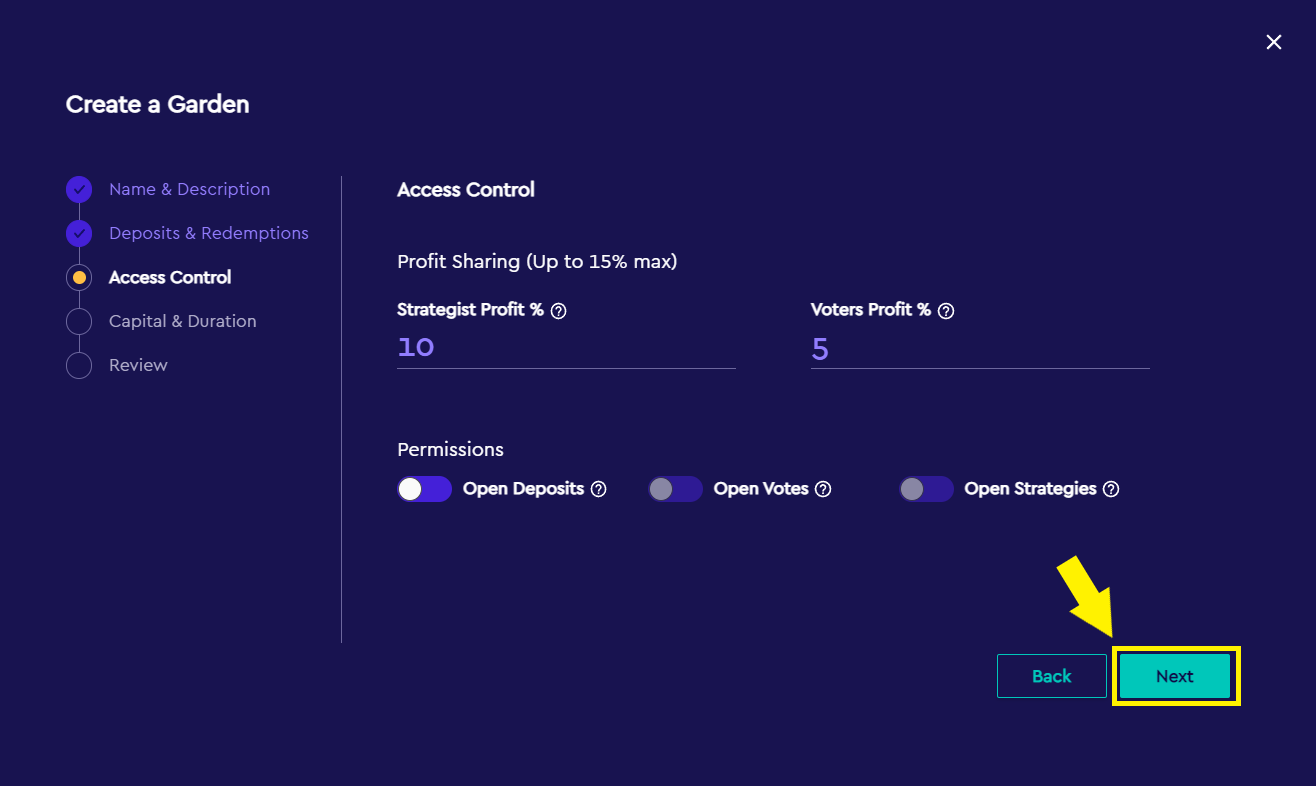 Create a Garden
Name & Description
Deposits & Redemptions
Access Control
Capital & Duration
Review
Access Control
Profit Sharing (Up to 15% max)
Strategist Profit % ?
Voters Profit % ?
10
5
Permissions
Open Deposits ?
Open Votes ?
Open Strategies ?
Back
Next